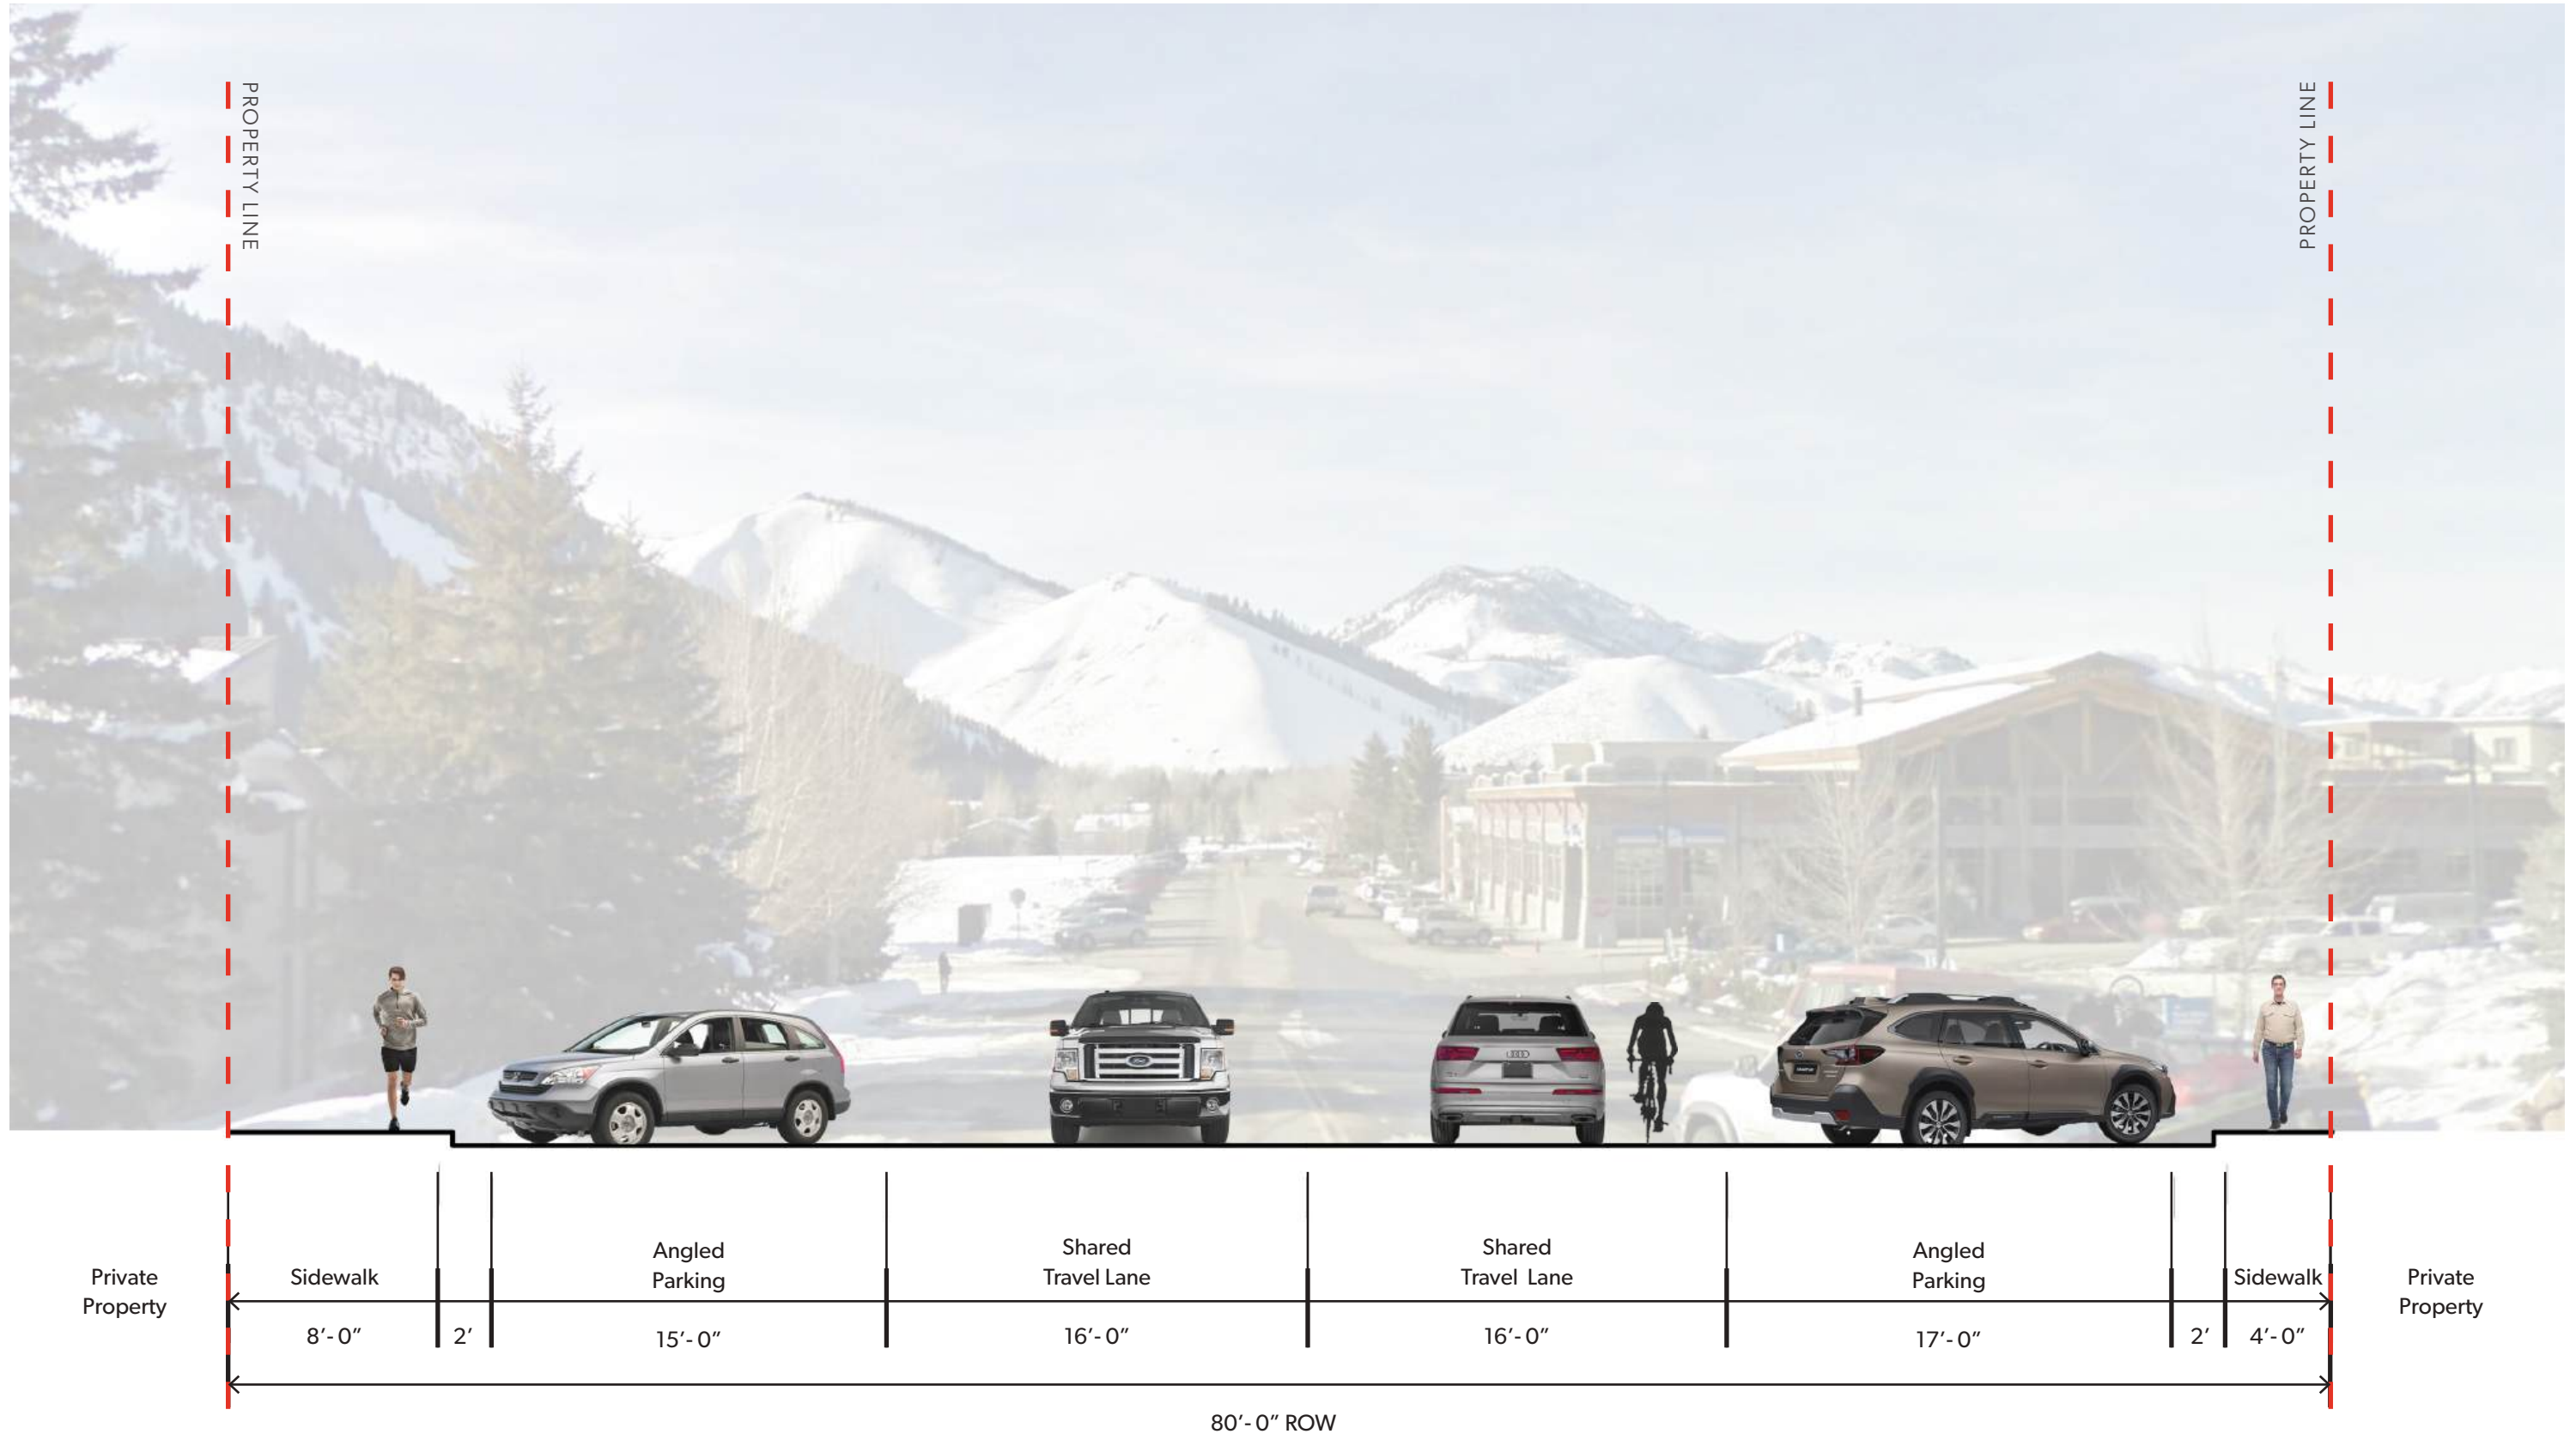 PROPERTY LINE
PROPERTY LINE
Private
Property
Sidewalk
Angled
Parking
Shared
Travel Lane
Shared
Travel Lane
Angled
Parking
Sidewalk
Private
Property
8’-0”
2’
15’-0”
16’-0”
16’-0”
17’-0”
2’
4’-0”
80’-0” ROW